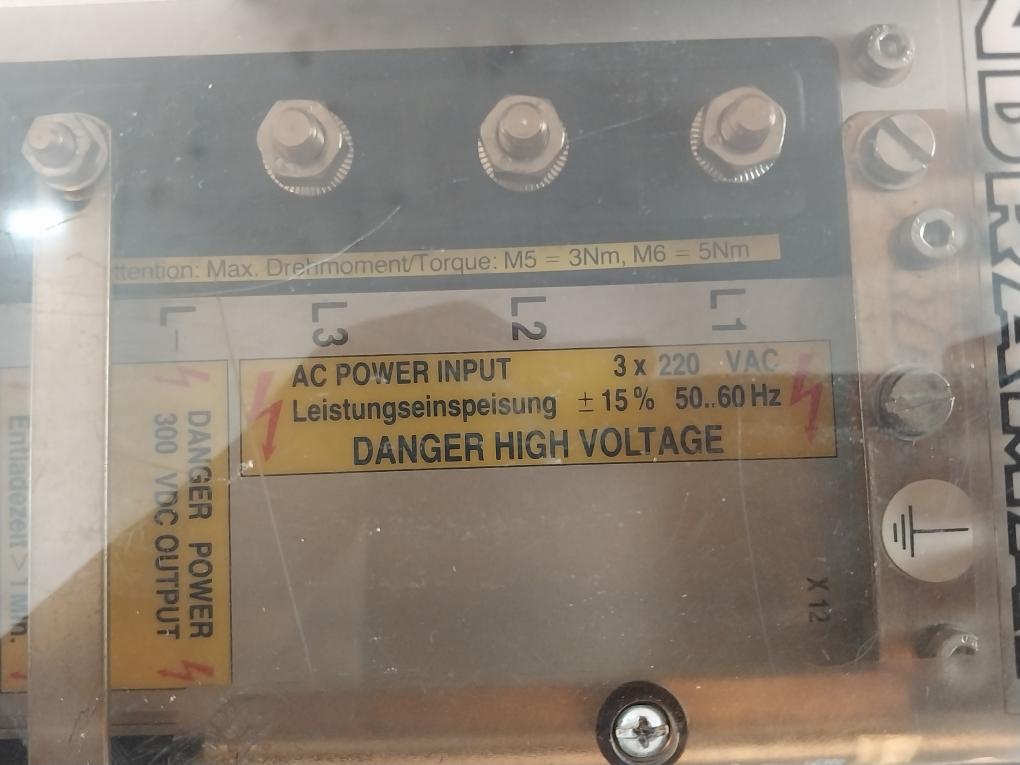 ttention: Max. Drehmoment/Torque: M5 = 3Nm, M6 = 5Nm
L- L3 L2 L1
AC POWER INPUT 3 x 220 VAC
Leistungseinspeisung ± 15 % 50..60 Hz
DANGER HIGH VOLTAGE
DANGER POWER
300 VDC OUTPUT
Entladezeit > 1 Min.
X 12
INDRAMAT